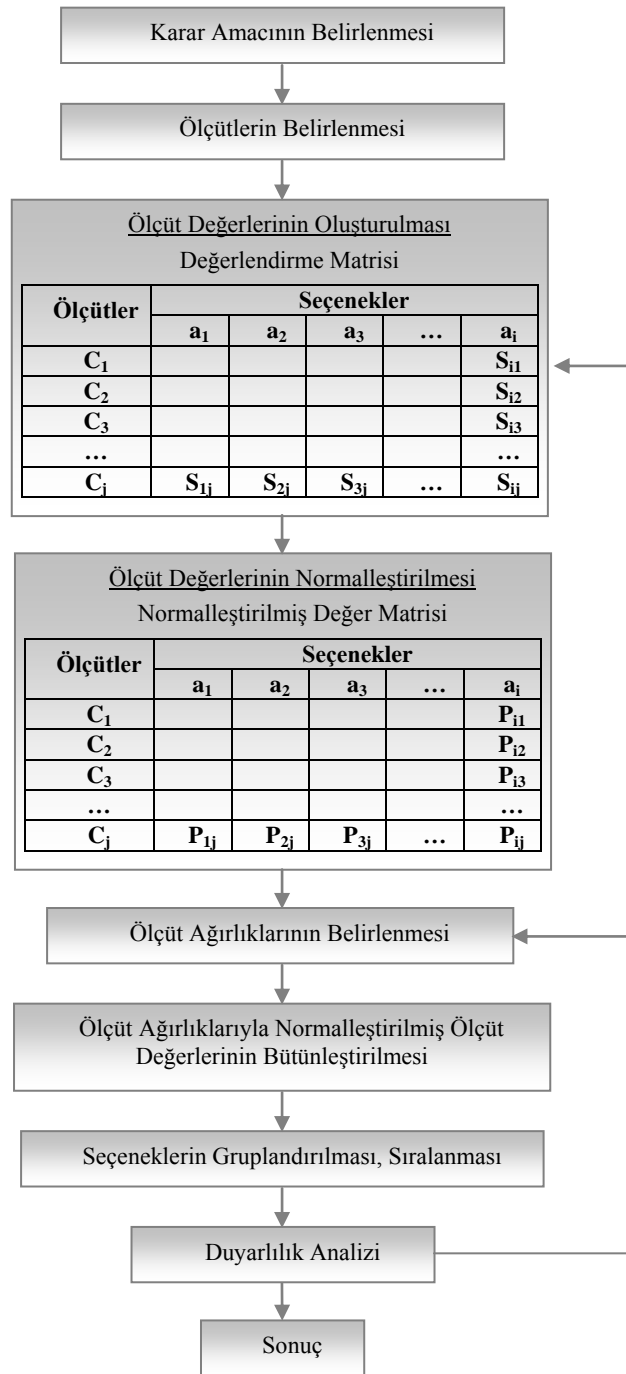 Karar Amacının Belirlenmesi
Ölçütlerin Belirlenmesi
Ölçüt Değerlerinin Oluşturulması
Değerlendirme Matrisi
Ölçütler Seçenekler
a1 a2 a3 … ai
C1 Si1
C2 Si2
C3 Si3
… …
Cj S1j S2j S3j … Sij
Ölçüt Değerlerinin Normalleştirilmesi
Normalleştirilmiş Değer Matrisi
Ölçütler Seçenekler
a1 a2 a3 … ai
C1 Pi1
C2 Pi2
C3 Pi3
… …
Cj P1j P2j P3j … Pij
Ölçüt Ağırlıklarının Belirlenmesi
Ölçüt Ağırlıklarıyla Normalleştirilmiş Ölçüt
Değerlerinin Bütünleştirilmesi
Seçeneklerin Gruplandırılması, Sıralanması
Duyarlılık Analizi
Sonuç